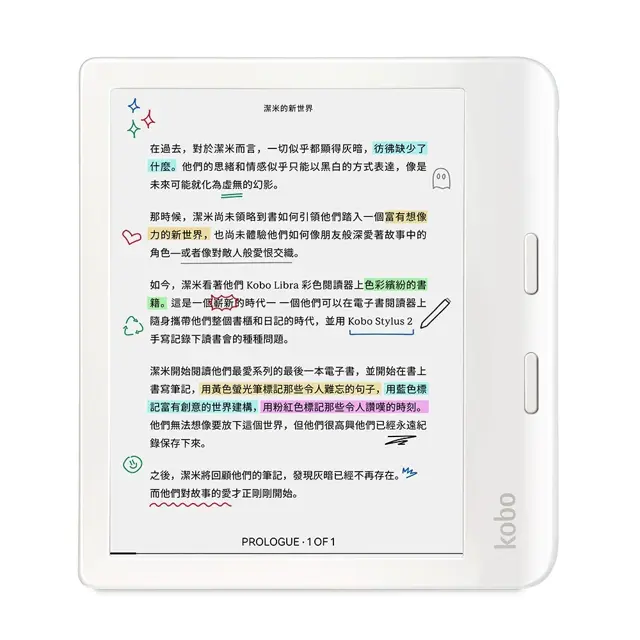 潔米的新世界
在過去，對於潔米而言，一切似乎都顯得灰暗，彷彿缺少了
什麼。他們的思緒和情感似乎只能以黑白的方式表達，像是
未來可能就化為虛無的幻影。
那時候，潔米尚未領略到書如何引領他們踏入一個富有想像
力的新世界，也尚未體驗他們如何像朋友般深愛著故事中的
角色—或者像對敵人般愛恨交織。
如今，潔米看著他們 Kobo Libra 彩色閱讀器上色彩繽紛的書
籍。這是一個嶄新的時代— 一個他們可以在電子書閱讀器上
隨身攜帶他們整個書櫃和日記的時代，並用 Kobo Stylus 2
手寫記錄下讀書會的種種問題。
潔米開始閱讀他們最愛系列的最後一本電子書，並開始在書上
書寫筆記，用黃色螢光筆標記那些令人難忘的句子，用藍色標
記富有創意的世界建構，用粉紅色標記那些令人讚嘆的時刻。
他們無法想像要放下這個世界，但他們很高興他們已經永遠紀
錄保存下來。
之後，潔米將回顧他們的筆記，發現灰暗已經不再存在。
而他們對故事的愛才正剛剛開始。
PROLOGUE · 1 OF 1
kobo